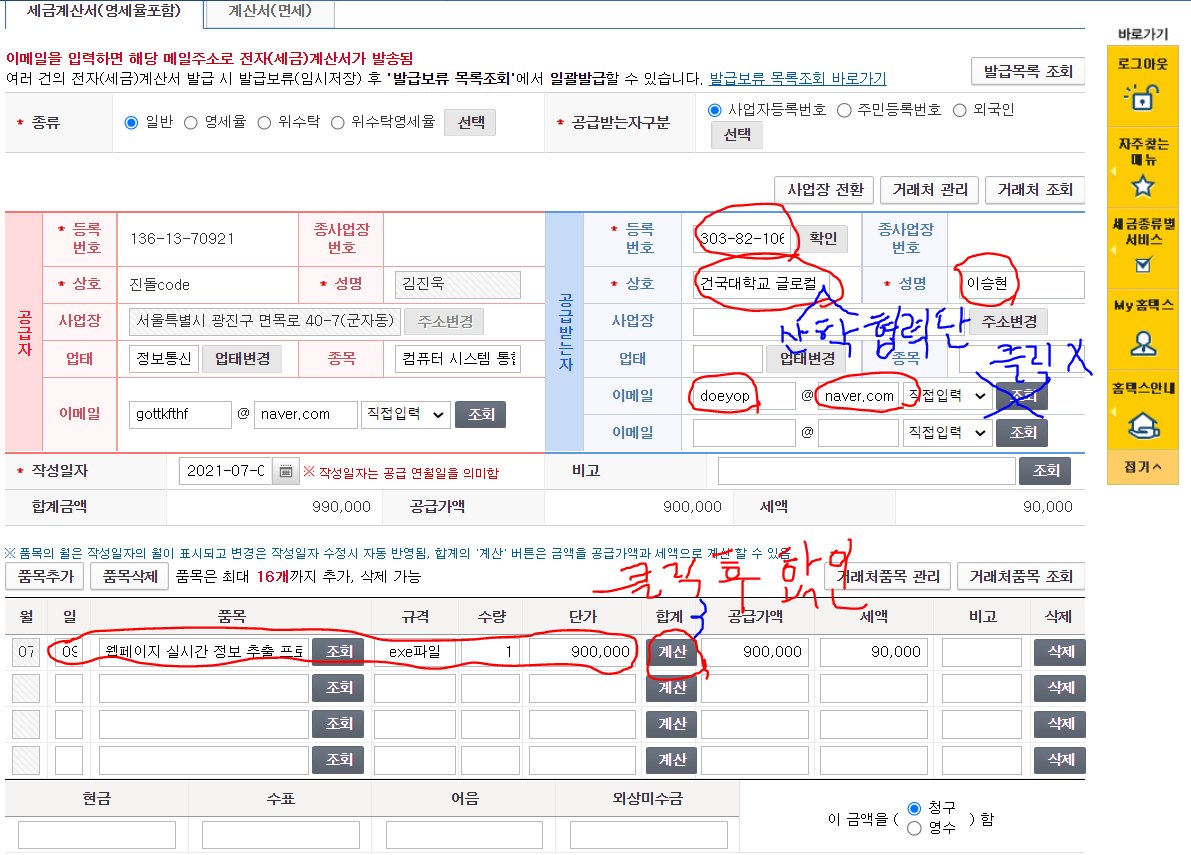 세금계산서(영세율포함) 계산서(면세)
바로가기
이메일을 입력하면 해당 메일주소로 전자(세금)계산서가 발송됨
여러 건의 전자(세금)계산서 발급 시 발급보류(임시저장) 후 '발급보류 목록조회'에서 일괄발급할 수 있습니다. 발급보류 목록조회 바로가기 발급목록 조회
로그아웃
* 종류 일반 영세율 위수탁 위수탁영세율 선택 * 공급받는자구분 사업자등록번호 주민등록번호 외국인
선택
자주찾는
메뉴
사업장 전환 거래처 관리 거래처 조회
공급자
* 등록번호 136-13-70921 종사업장번호
* 상호 진돌code * 성명 김진욱
사업장 서울특별시 광진구 면목로 40-7(군자동) 주소변경
업태 정보통신 업태변경 종목 컴퓨터 시스템 통합
이메일 gottkfthf @ naver.com 직접입력 조회
공급받는자
* 등록번호 303-82-106 확인 종사업장번호
* 상호 건국대학교 글로컬 * 성명 이승현
산학협력단
사업장 주소변경
업태 업태변경 종목
클릭 X
이메일 doeyop @ naver.com 직접입력 조회
이메일 @ 직접입력 조회
세금종류별
서비스
My홈택스
홈택스안내
접기 ^
* 작성일자 2021-07-0 ※ 작성일자는 공급 연월일을 의미함 비고 조회
합계금액 990,000 공급가액 900,000 세액 90,000
※ 품목의 월은 작성일자의 월이 표시되고 변경은 작성일자 수정시 자동 반영됨, 합계의 '계산' 버튼은 금액을 공급가액과 세액으로 계산 할 수 있음
클릭 후 확인
품목추가 품목삭제 품목은 최대 16개까지 추가, 삭제 가능 거래처품목 관리 거래처품목 조회
월 일 품목 규격 수량 단가 합계 공급가액 세액 비고 삭제
07 09 웹페이지 실시간 정보 추출 프로 조회 exe파일 1 900,000 계산 900,000 90,000 삭제
조회 계산 삭제
조회 계산 삭제
조회 계산 삭제
현금 수표 어음 외상미수금
이 금액을 ( 청구 ) 함
영수